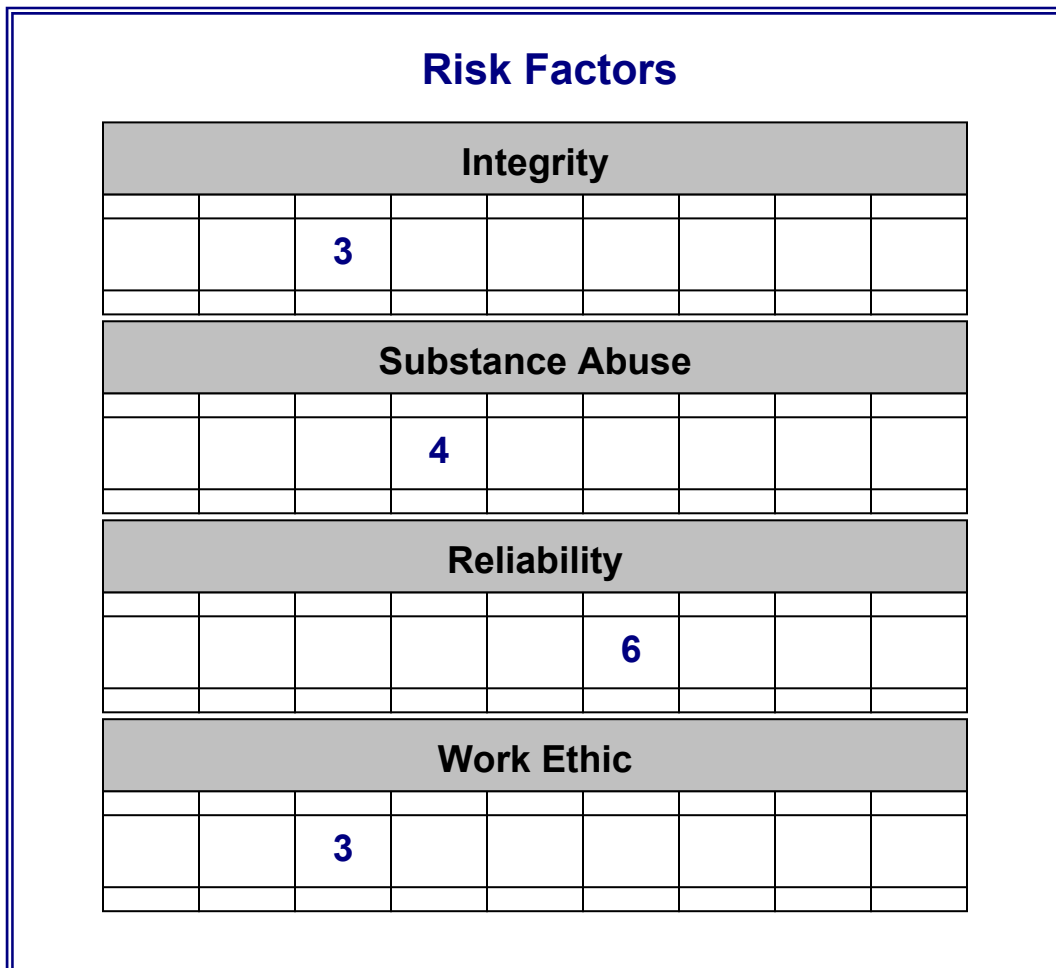 Risk Factors
Integrity
3
Substance Abuse
4
Reliability
6
Work Ethic
3